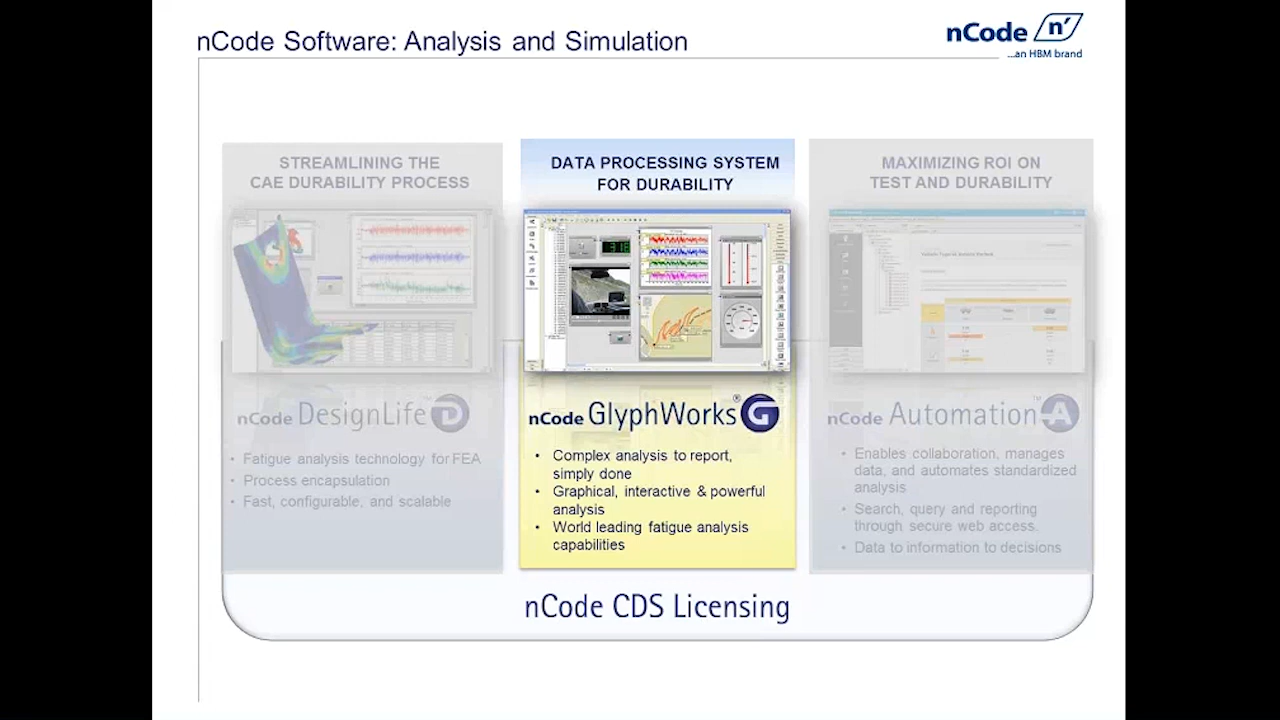 nCode Software: Analysis and Simulation
nCode n'
...an HBM brand
STREAMLINING THE
CAE DURABILITY PROCESS
nCode DesignLife™ D
• Fatigue analysis technology for FEA
• Process encapsulation
• Fast, configurable, and scalable
DATA PROCESSING SYSTEM
FOR DURABILITY
nCode GlyphWorks® G
• Complex analysis to report,
simply done
• Graphical, interactive & powerful
analysis
• World leading fatigue analysis
capabilities
MAXIMIZING ROI ON
TEST AND DURABILITY
nCode Automation™ A
• Enables collaboration, manages
data, and automates standardized
analysis
• Search, query and reporting
through secure web access.
• Data to information to decisions
nCode CDS Licensing